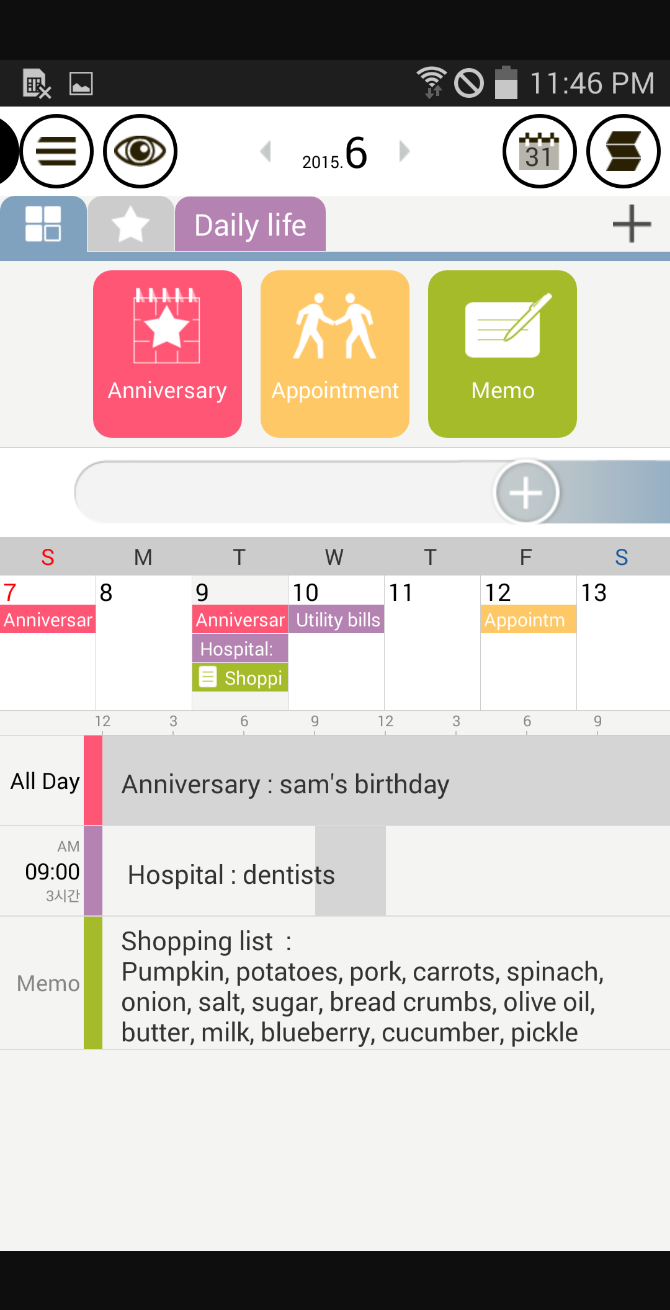 11:46 PM
2015.6
31
Daily life
Anniversary Appointment Memo
S M T W T F S
7 8 9 10 11 12 13
Anniversar Anniversar Utility bills Appointm
Hospital:
Shoppi
12 3 6 9 12 3 6 9
All Day Anniversary : sam's birthday
AM
09:00 Hospital : dentists
3시간
Shopping list :
Pumpkin, potatoes, pork, carrots, spinach,
Memo
onion, salt, sugar, bread crumbs, olive oil,
butter, milk, blueberry, cucumber, pickle